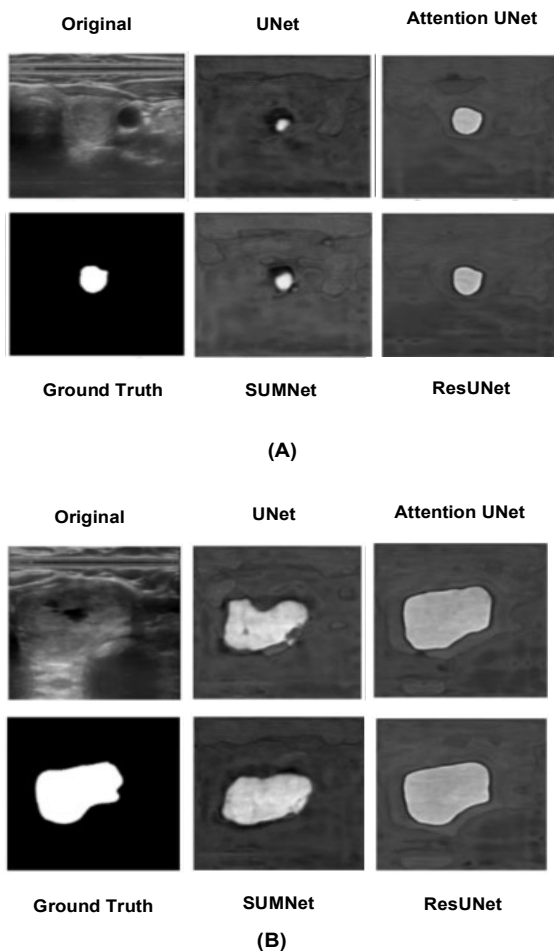 Original UNet Attention UNet
Ground Truth SUMNet ResUNet
(A)
Original UNet Attention UNet
Ground Truth SUMNet ResUNet
(B)